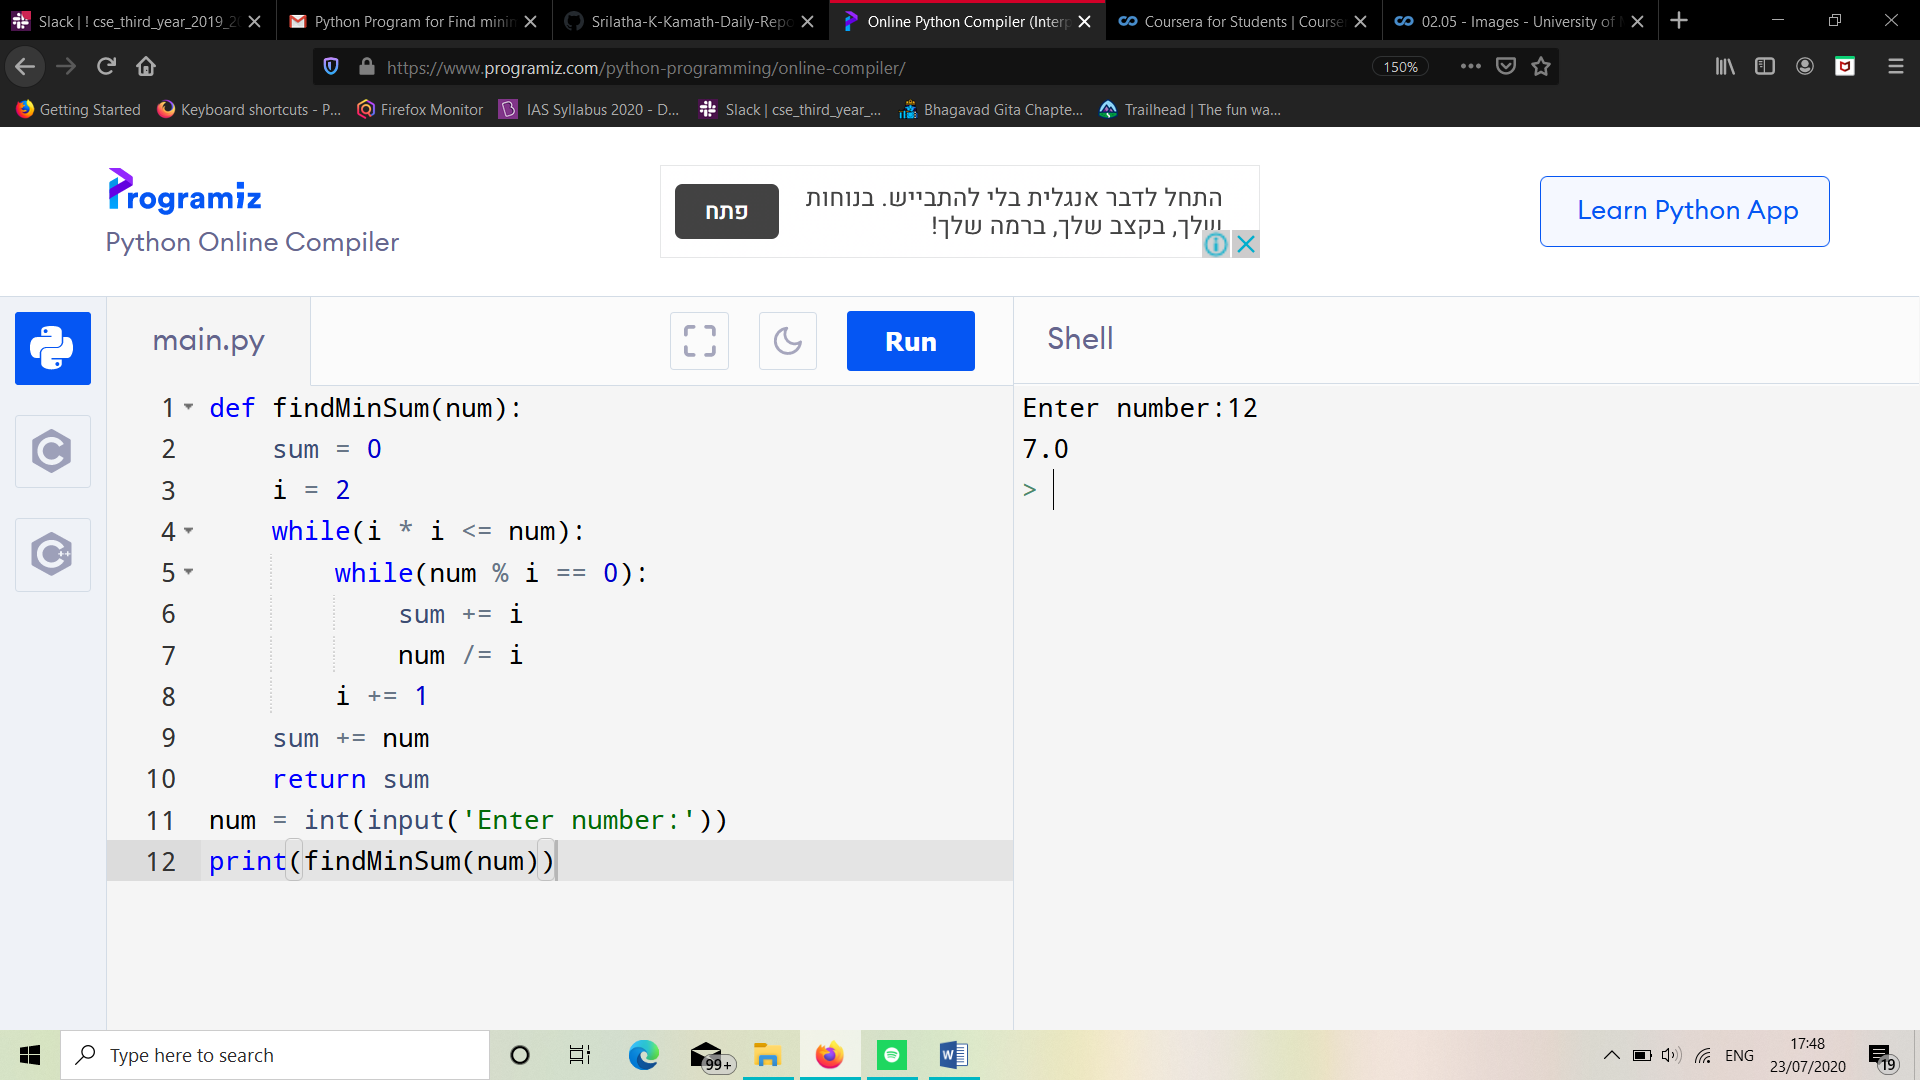 Slack | ! cse_third_year_2019_2
Python Program for Find minin
Srilatha-K-Kamath-Daily-Repo
Online Python Compiler (Interp
Coursera for Students | Course
02.05 - Images - University of
https://www.programiz.com/python-programming/online-compiler/
150%
Getting Started
Keyboard shortcuts - P...
Firefox Monitor
IAS Syllabus 2020 - D...
Slack | cse_third_year_...
Bhagavad Gita Chapte...
Trailhead | The fun wa...
Programiz
Python Online Compiler
התחל לדבר אנגלית בלי להתבייש. בנוחות
שלך, בקצב שלך, ברמה שלך!
פתח
Learn Python App
main.py
Run
Shell
1 def findMinSum(num):
2 sum = 0
3 i = 2
4 while(i * i <= num):
5 while(num % i == 0):
6 sum += i
7 num /= i
8 i += 1
9 sum += num
10 return sum
11 num = int(input('Enter number:'))
12 print(findMinSum(num))
Enter number:12
7.0
>
Type here to search
99+
ENG
17:48
23/07/2020
19